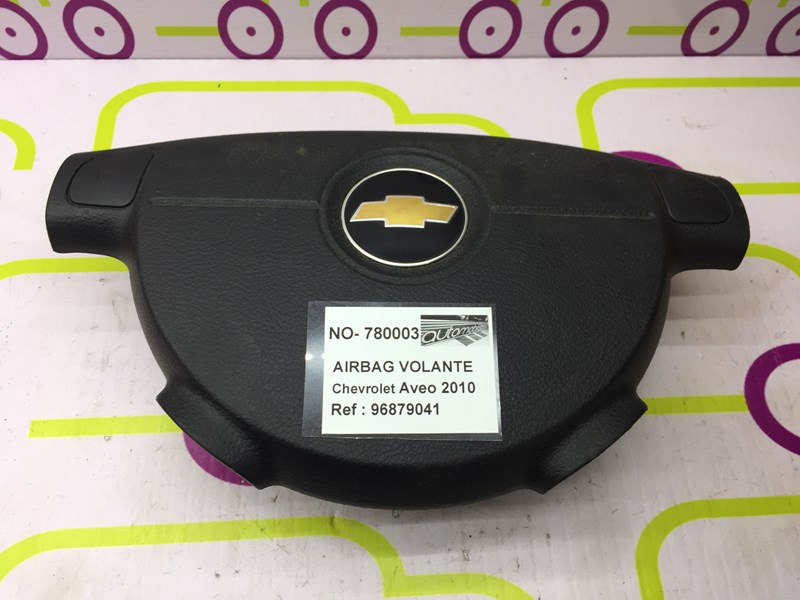 NO- 780003
AIRBAG VOLANTE
Chevrolet Aveo 2010
Ref : 96879041